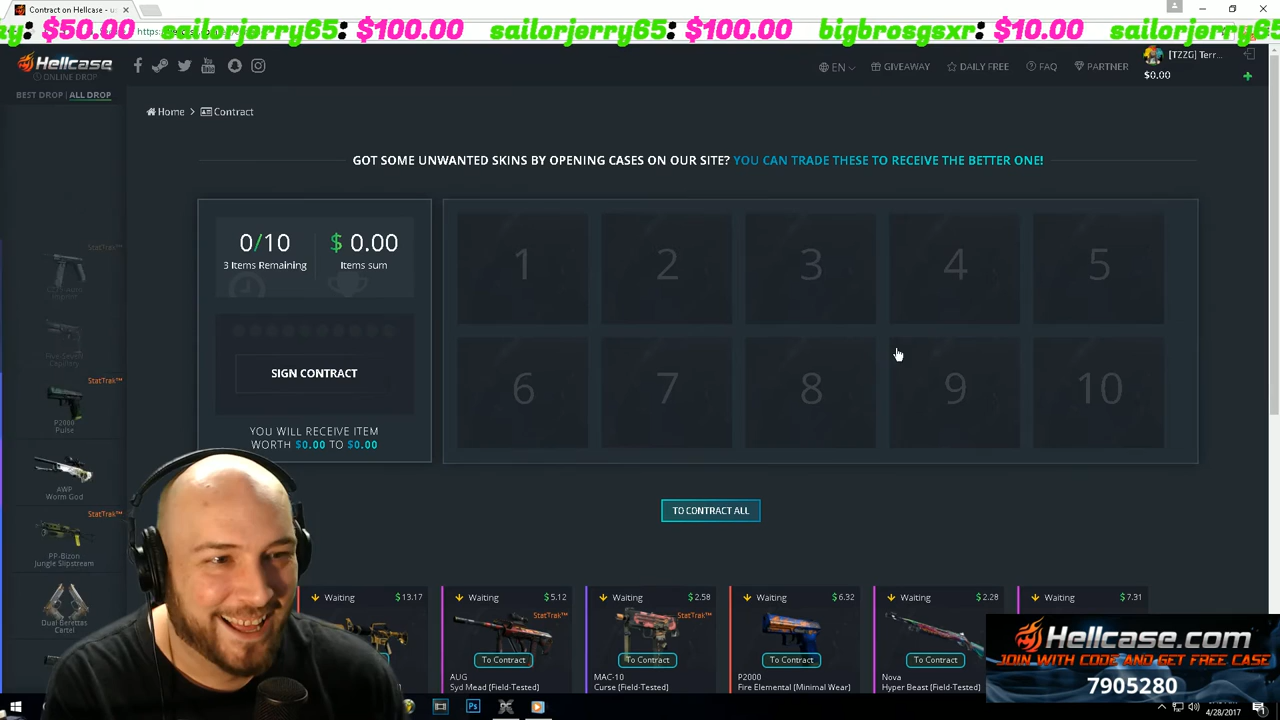 Contract on Hellcase - u
$50.00 sailorjerry65: $100.00 sailorjerry65: $100.00 bigbrosgsxr: $10.00 sailorjerry65
Hellcase
ONLINE DROP
EN
GIVEAWAY
DAILY FREE
FAQ
PARTNER
[TZZG] Terr...
$0.00
BEST DROP | ALL DROP
Home > Contract
GOT SOME UNWANTED SKINS BY OPENING CASES ON OUR SITE? YOU CAN TRADE THESE TO RECEIVE THE BETTER ONE!
0/10
3 Items Remaining
$ 0.00
Items sum
SIGN CONTRACT
YOU WILL RECEIVE ITEM
WORTH $0.00 TO $0.00
1 2 3 4 5
6 7 8 9 10
TO CONTRACT ALL
StatTrak™
StatTrak™
P2000
Pulse
AWP
Worm God
StatTrak™
PP-Bizon
Jungle Slipstream
Dual Berettas
Cartel
Waiting $13.17
Waiting $5.12
StatTrak™
To Contract
AUG
Syd Mead [Field-Tested]
Waiting $2.58
StatTrak™
To Contract
MAC-10
Curse [Field-Tested]
Waiting $6.32
To Contract
P2000
Fire Elemental [Minimal Wear]
Waiting $2.28
To Contract
Nova
Hyper Beast [Field-Tested]
Waiting $7.31
Hellcase.com
JOIN WITH CODE AND GET FREE CASE
7905280
4/28/2017